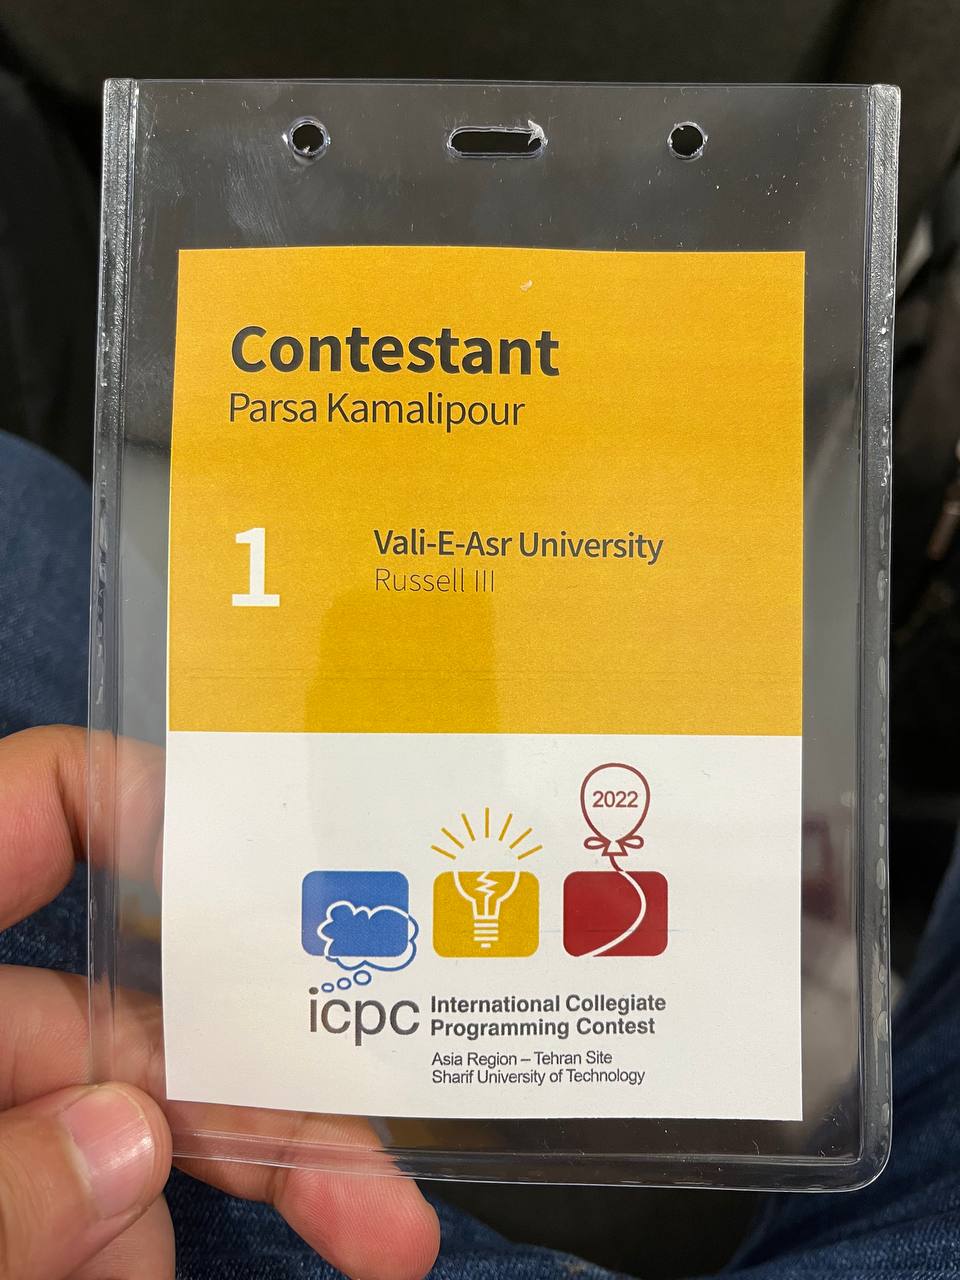 Contestant
Parsa Kamalipour
1
Vali-E-Asr University
Russell III
2022
icpc
International Collegiate
Programming Contest
Asia Region – Tehran Site
Sharif University of Technology